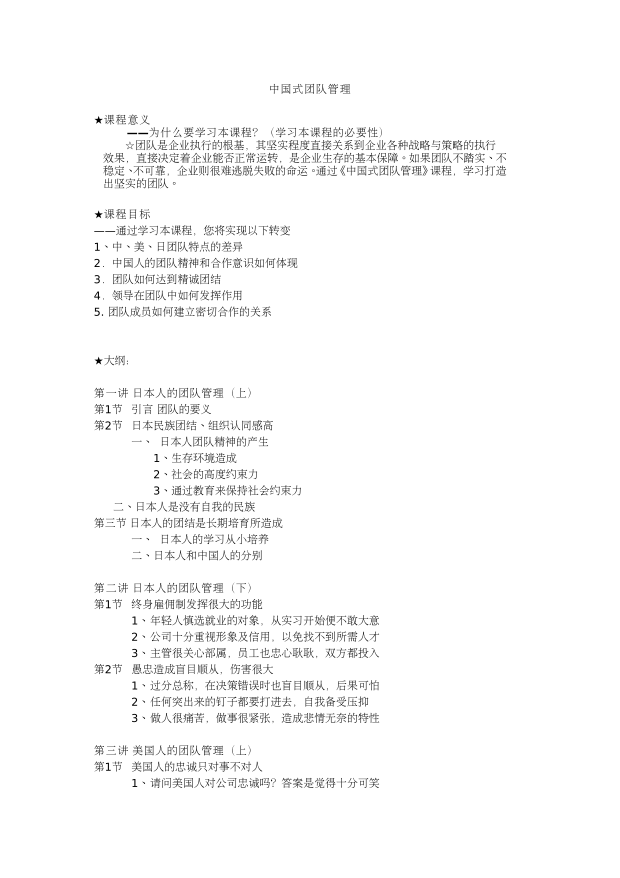 中国式团队管理
★课程意义
——为什么要学习本课程？（学习本课程的必要性）
☆团队是企业执行的根基，其坚实程度直接关系到企业各种战略与策略的执行
效果，直接决定着企业能否正常运转，是企业生存的基本保障。如果团队不踏实、不
稳定、不可靠，企业则很难逃脱失败的命运。通过《中国式团队管理》课程，学习打造
出坚实的团队。
★课程目标
——通过学习本课程，您将实现以下转变
1、中、美、日团队特点的差异
2．中国人的团队精神和合作意识如何体现
3．团队如何达到精诚团结
4．领导在团队中如何发挥作用
5. 团队成员如何建立密切合作的关系
★大纲：
第一讲 日本人的团队管理（上）
第1节 引言 团队的要义
第2节 日本民族团结、组织认同感高
一、 日本人团队精神的产生
1、生存环境造成
2、社会的高度约束力
3、通过教育来保持社会约束力
二、日本人是没有自我的民族
第三节 日本人的团结是长期培育所造成
一、 日本人的学习从小培养
二、日本人和中国人的分别
第二讲 日本人的团队管理（下）
第1节 终身雇佣制发挥很大的功能
1、年轻人慎选就业的对象，从实习开始便不敢大意
2、公司十分重视形象及信用，以免找不到所需人才
3、主管很关心部属，员工也忠心耿耿，双方都投入
第2节 愚忠造成盲目顺从，伤害很大
1、过分总称，在决策错误时也盲目顺从，后果可怕
2、任何突出来的钉子都要打进去，自我备受压抑
3、做人很痛苦，做事很紧张，造成悲情无奈的特性
第三讲 美国人的团队管理（上）
第1节 美国人的忠诚只对事不对人
1、请问美国人对公司忠诚吗？答案是觉得十分可笑